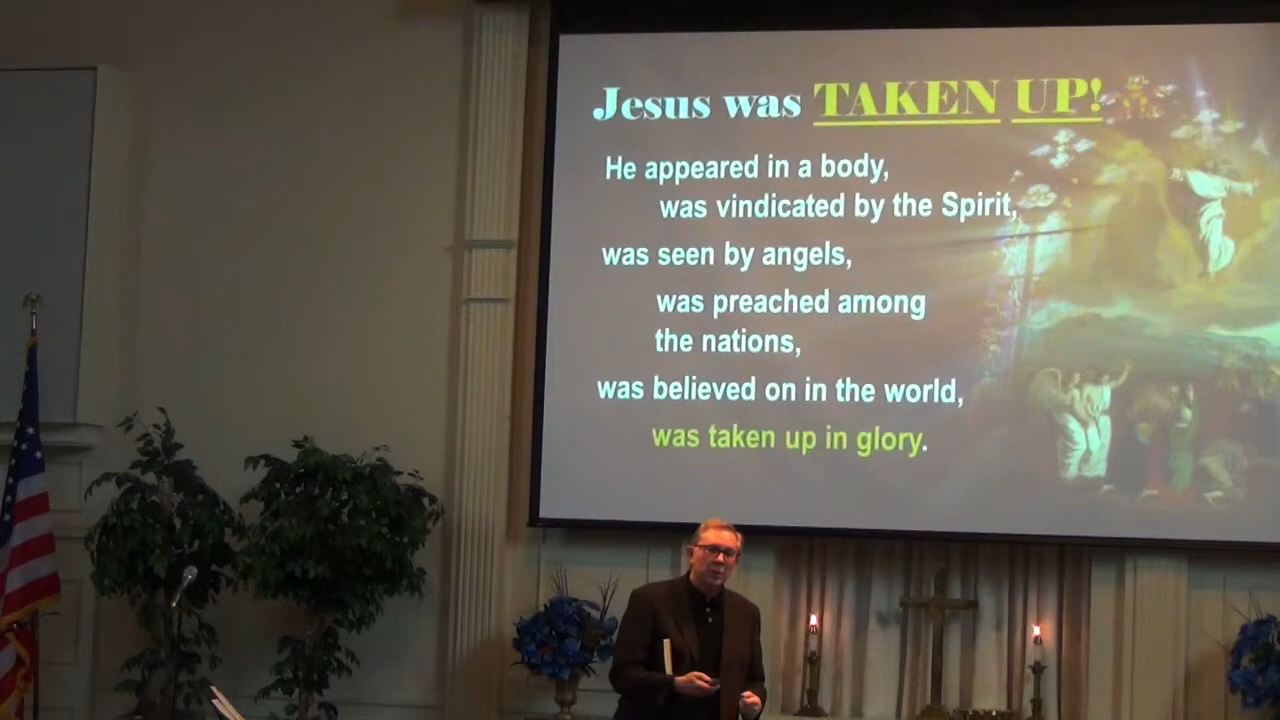 Jesus was TAKEN UP!
He appeared in a body,
was vindicated by the Spirit,
was seen by angels,
was preached among
the nations,
was believed on in the world,
was taken up in glory.